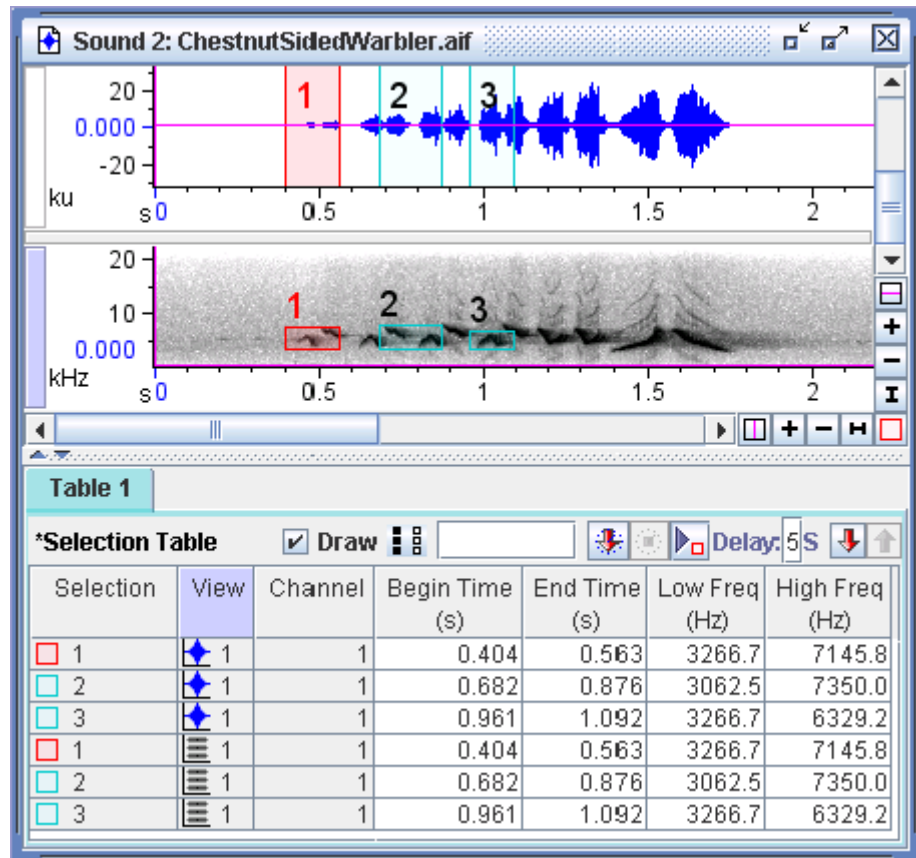 Sound 2: ChestnutSidedWarbler.aif
20
0.000
-20
ku
1 2 3
s 0 0.5 1 1.5 2
20
10
0.000
kHz
1 2 3
s 0 0.5 1 1.5 2
Table 1
*Selection Table Draw Delay: 5 S
Selection View Channel Begin Time (s) End Time (s) Low Freq (Hz) High Freq (Hz)
1 1 1 0.404 0.563 3266.7 7145.8
2 1 1 0.682 0.876 3062.5 7350.0
3 1 1 0.961 1.092 3266.7 6329.2
1 1 1 0.404 0.563 3266.7 7145.8
2 1 1 0.682 0.876 3062.5 7350.0
3 1 1 0.961 1.092 3266.7 6329.2